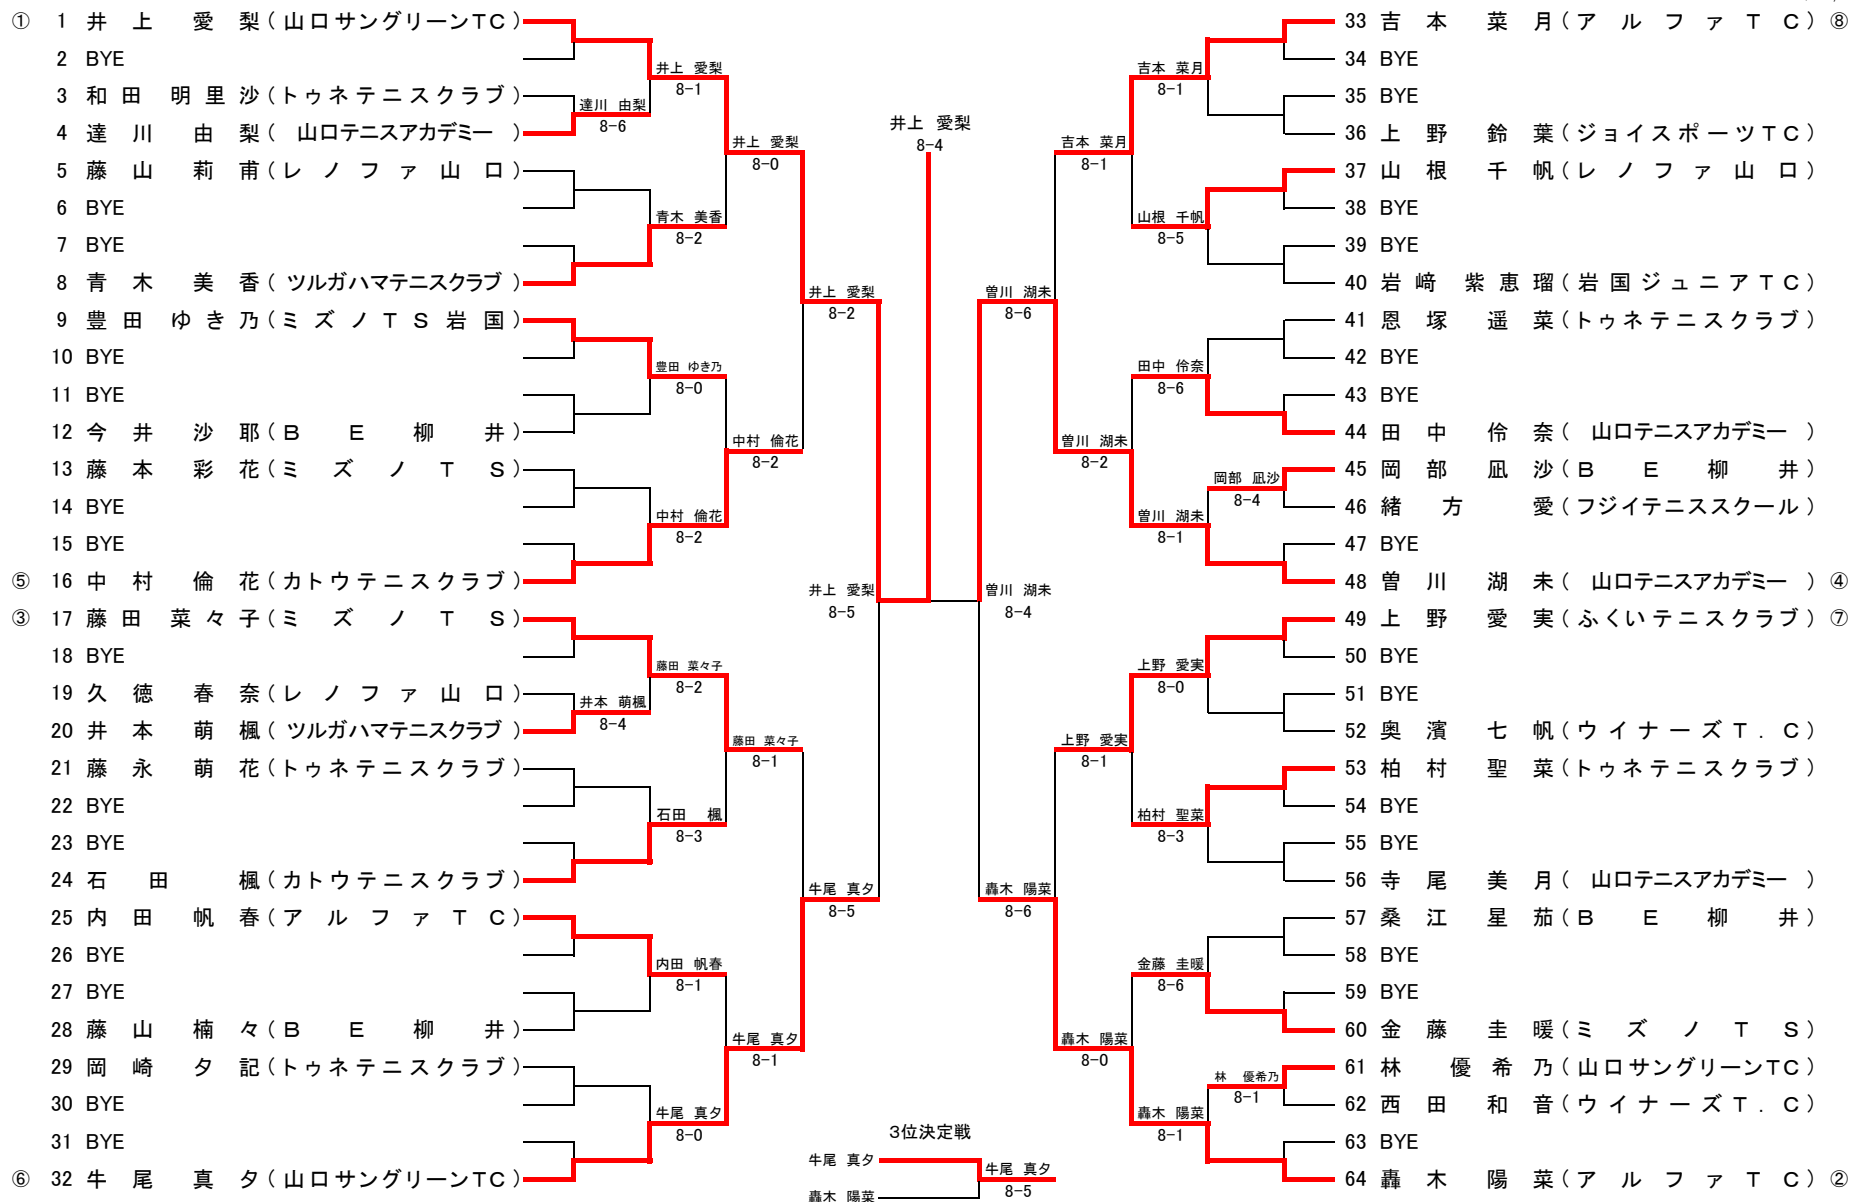 ① 1 井上 愛梨(山口サングリーンTC)
2 BYE
3 和田 明里沙(トゥネテニスクラブ)
4 達川 由梨(山口テニスアカデミー)
5 藤山 莉甫(レノファ山口)
6 BYE
7 BYE
8 青木 美香(ツルガハマテニスクラブ)
9 豊田 ゆき乃(ミズノTS岩国)
10 BYE
11 BYE
12 今井 沙耶(BE柳井)
13 藤本 彩花(ミズノTS)
14 BYE
15 BYE
⑤ 16 中村 倫花(カトウテニスクラブ)
③ 17 藤田 菜々子(ミズノTS)
18 BYE
19 久徳 春奈(レノファ山口)
20 井本 萌楓(ツルガハマテニスクラブ)
21 藤永 萌花(トゥネテニスクラブ)
22 BYE
23 BYE
24 石田 楓(カトウテニスクラブ)
25 内田 帆春(アルファTC)
26 BYE
27 BYE
28 藤山 楠々(BE柳井)
29 岡崎 夕記(トゥネテニスクラブ)
30 BYE
31 BYE
⑥ 32 牛尾 真夕(山口サングリーンTC)
達川 由梨
8-6
井本 萌楓
8-4
井上 愛梨
8-1
青木 美香
8-2
豊田 ゆき乃
8-0
中村 倫花
8-2
藤田 菜々子
8-2
石田 楓
8-3
内田 帆春
8-1
牛尾 真夕
8-0
井上 愛梨
8-0
中村 倫花
8-2
藤田 菜々子
8-1
牛尾 真夕
8-1
井上 愛梨
8-2
牛尾 真夕
8-5
井上 愛梨
8-5
井上 愛梨
8-4
曽川 湖未
8-4
曽川 湖未
8-6
轟木 陽菜
8-6
吉本 菜月
8-1
曽川 湖未
8-2
上野 愛実
8-1
轟木 陽菜
8-0
吉本 菜月
8-1
山根 千帆
8-5
田中 伶奈
8-6
曽川 湖未
8-1
上野 愛実
8-0
柏村 聖菜
8-3
金藤 圭暖
8-6
轟木 陽菜
8-1
岡部 凪沙
8-4
林 優希乃
8-1
33 吉本 菜月(アルファTC) ⑧
34 BYE
35 BYE
36 上野 鈴葉(ジョイスポーツTC)
37 山根 千帆(レノファ山口)
38 BYE
39 BYE
40 岩﨑 紫恵瑠(岩国ジュニアTC)
41 恩塚 遥菜(トゥネテニスクラブ)
42 BYE
43 BYE
44 田中 伶奈(山口テニスアカデミー)
45 岡部 凪沙(BE柳井)
46 緒方 愛(フジイテニススクール)
47 BYE
48 曽川 湖未(山口テニスアカデミー) ④
49 上野 愛実(ふくいテニスクラブ) ⑦
50 BYE
51 BYE
52 奥濱 七帆(ウイナーズT.C)
53 柏村 聖菜(トゥネテニスクラブ)
54 BYE
55 BYE
56 寺尾 美月(山口テニスアカデミー)
57 桑江 星茄(BE柳井)
58 BYE
59 BYE
60 金藤 圭暖(ミズノTS)
61 林 優希乃(山口サングリーンTC)
62 西田 和音(ウイナーズT.C)
63 BYE
64 轟木 陽菜(アルファTC) ②
3位決定戦
牛尾 真夕
轟木 陽菜
牛尾 真夕
8-5